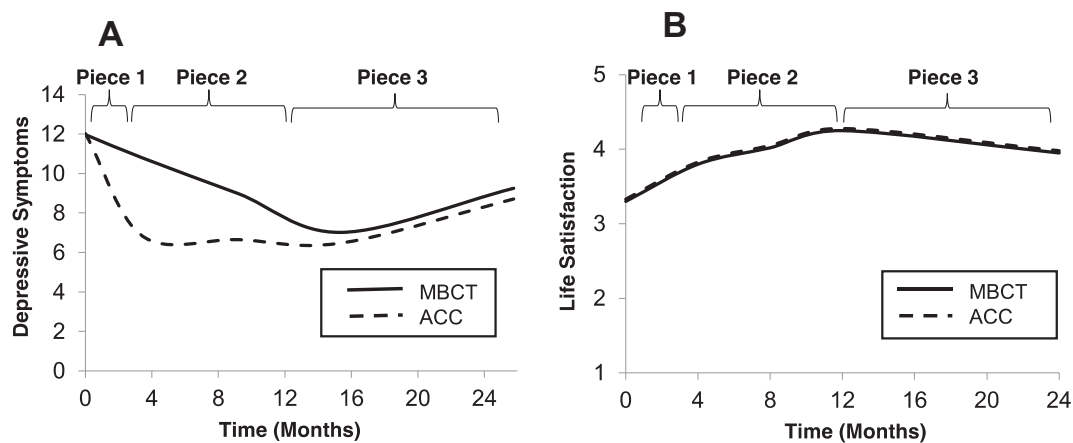 A
Piece 1 Piece 2 Piece 3
14
12
10
8
6
4
2
0
Depressive Symptoms
MBCT
ACC
0 4 8 12 16 20 24
Time (Months)
B
Piece 1 Piece 2 Piece 3
5
4
3
2
1
Life Satisfaction
MBCT
ACC
0 4 8 12 16 20 24
Time (Months)